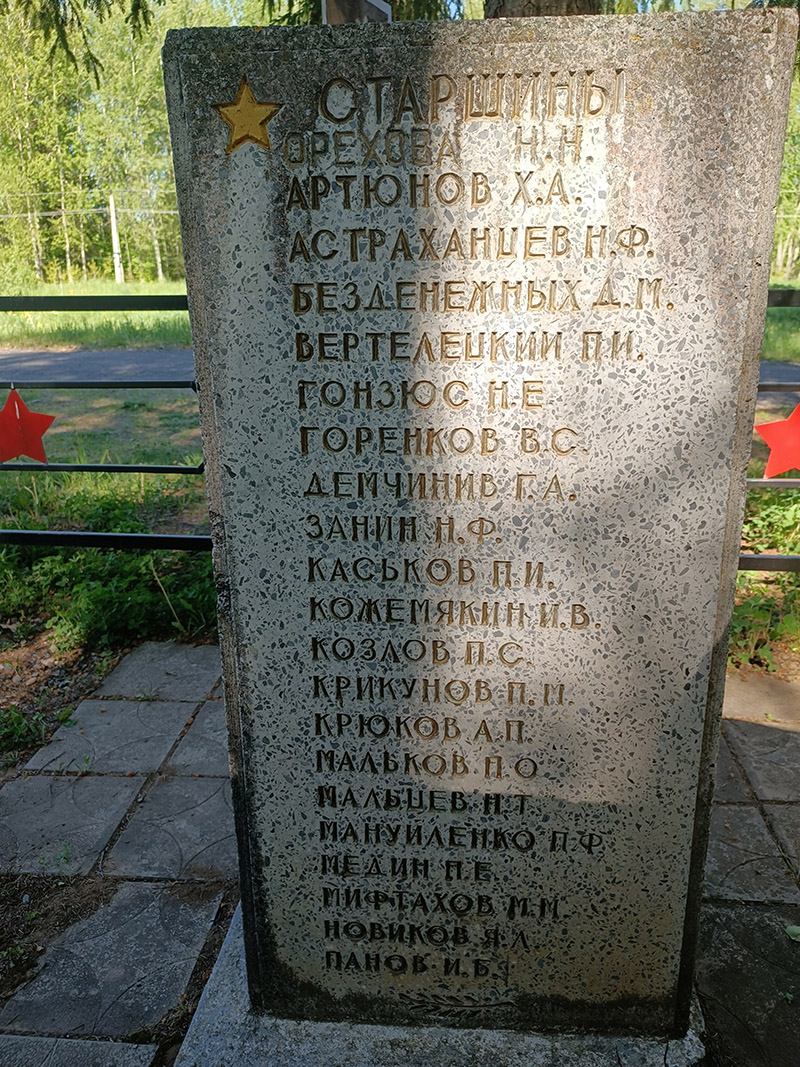 СТАРШИНЫ
ОРЕХОВА Н.Н.
АРТЮНОВ Х.А.
АСТРАХАНЦЕВ Н.Ф.
БЕЗДЕНЕЖНЫХ Д.М.
ВЕРТЕЛЕЦКИЙ П.И.
ГОНЗЮС Н.Е
ГОРЕНКОВ В.С.
ДЕМЧИНИВ Г.А.
ЗАНИН Н.Ф.
КАСЬКОВ П.И.
КОЖЕМЯКИН И.В.
КОЗЛОВ П.С.
КРИКУНОВ П.М.
КРЮКОВ А.П.
МАЛЬКОВ П.О
МАЛЬЦЕВ Н.Т
МАНУИЛЕНКО П.Ф.
МЕДИН П.Е.
МИФТАХОВ М.М.
НОВИКОВ Я.Л.
ПАНОВ И.Б.